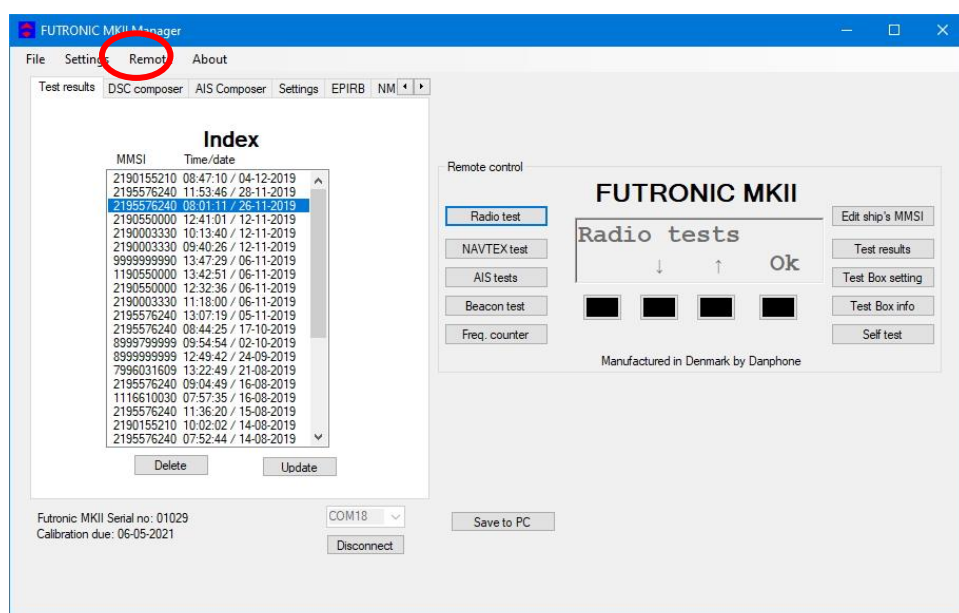 FUTRONIC MKII Manager
File Settings Remote About
Test results DSC composer AIS Composer Settings EPIRB NM
Index
MMSI Time/date
2190155210 08:47:10 / 04-12-2019
2195576240 11:53:46 / 28-11-2019
2195576240 08:01:11 / 26-11-2019
2190550000 12:41:01 / 12-11-2019
2190003330 10:13:40 / 12-11-2019
2190003330 09:40:26 / 12-11-2019
9999999990 13:47:29 / 06-11-2019
1190550000 13:42:51 / 06-11-2019
2190550000 12:32:36 / 06-11-2019
2190003330 11:18:00 / 06-11-2019
2195576240 13:07:19 / 05-11-2019
2195576240 08:44:25 / 17-10-2019
8999799999 09:54:54 / 02-10-2019
8999999999 12:49:42 / 24-09-2019
7996031609 13:22:49 / 21-08-2019
2195576240 09:04:49 / 16-08-2019
1116610030 07:57:35 / 16-08-2019
2195576240 11:36:20 / 15-08-2019
2190155210 10:02:02 / 14-08-2019
2195576240 07:52:44 / 14-08-2019
Delete Update
Futronic MKII Serial no: 01029
Calibration due: 06-05-2021
COM18
Disconnect
Remote control
FUTRONIC MKII
Radio test
NAVTEX test
AIS tests
Beacon test
Freq. counter
Radio tests
↓ ↑ Ok
Edit ship's MMSI
Test results
Test Box setting
Test Box info
Self test
Manufactured in Denmark by Danphone
Save to PC